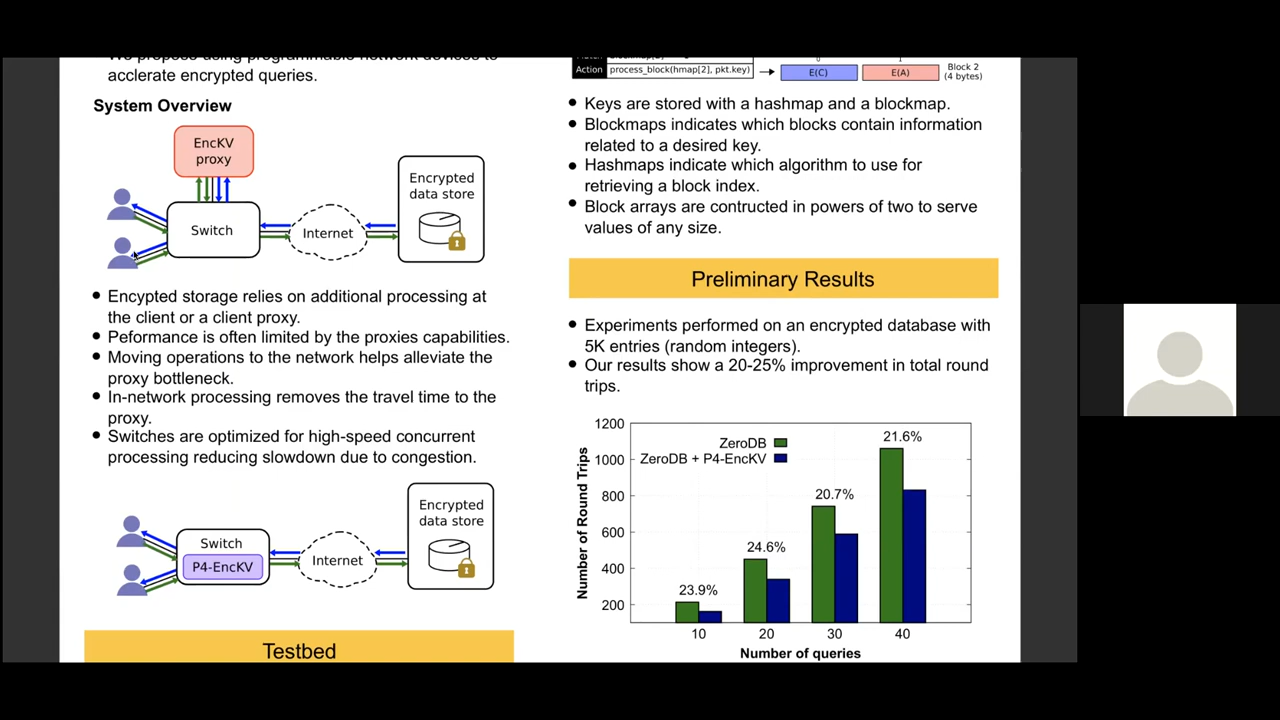 We propose using programmable network devices to
acclerate encrypted queries.
System Overview
EncKV
proxy
Switch
Internet
Encrypted
data store
Encypted storage relies on additional processing at
the client or a client proxy.
Peformance is often limited by the proxies capabilities.
Moving operations to the network helps alleviate the
proxy bottleneck.
In-network processing removes the travel time to the
proxy.
Switches are optimized for high-speed concurrent
processing reducing slowdown due to congestion.
Switch
P4-EncKV
Internet
Encrypted
data store
Testbed
Action process_block(hmap[2], pkt.key)
E(C) E(A)
Block 2
(4 bytes)
Keys are stored with a hashmap and a blockmap.
Blockmaps indicates which blocks contain information
related to a desired key.
Hashmaps indicate which algorithm to use for
retrieving a block index.
Block arrays are contructed in powers of two to serve
values of any size.
Preliminary Results
Experiments performed on an encrypted database with
5K entries (random integers).
Our results show a 20-25% improvement in total round
trips.
Number of Round Trips
1200
1000
800
600
400
200
ZeroDB
ZeroDB + P4-EncKV
23.9%
24.6%
20.7%
21.6%
10 20 30 40
Number of queries